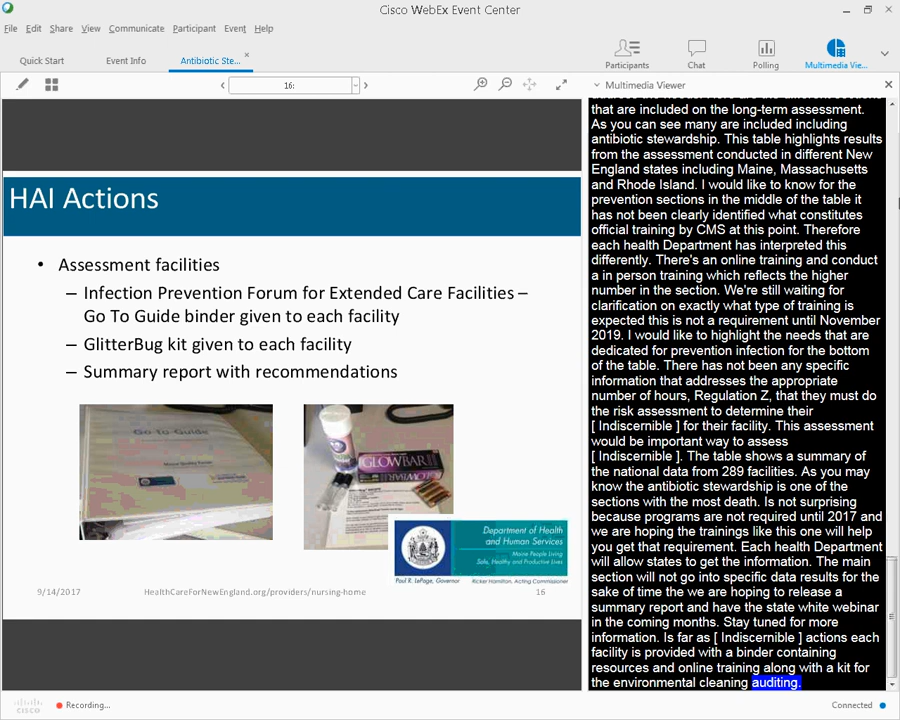 Cisco WebEx Event Center
File Edit Share View Communicate Participant Event Help
Quick Start Event Info Antibiotic Ste... Participants Chat Polling Multimedia Vie...
16:
Multimedia Viewer
HAI Actions
• Assessment facilities
– Infection Prevention Forum for Extended Care Facilities –
Go To Guide binder given to each facility
– GlitterBug kit given to each facility
– Summary report with recommendations
Go To Guide
GLOWBAR
Department of Health
and Human Services
Maine People Living
Safe, Healthy and Productive Lives
Paul R. LePage, Governor Ricker Hamilton, Acting Commissioner
9/14/2017 HealthCareForNewEngland.org/providers/nursing-home 16
that are included on the long-term assessment.
As you can see many are included including
antibiotic stewardship. This table highlights results
from the assessment conducted in different New
England states including Maine, Massachusetts
and Rhode Island. I would like to know for the
prevention sections in the middle of the table it
has not been clearly identified what constitutes
official training by CMS at this point. Therefore
each health Department has interpreted this
differently. There's an online training and conduct
a in person training which reflects the higher
number in the section. We're still waiting for
clarification on exactly what type of training is
expected this is not a requirement until November
2019. I would like to highlight the needs that are
dedicated for prevention infection for the bottom
of the table. There has not been any specific
information that addresses the appropriate
number of hours, Regulation Z, that they must do
the risk assessment to determine their
[ Indiscernible ] for their facility. This assessment
would be important way to assess
[ Indiscernible ]. The table shows a summary of
the national data from 289 facilities. As you may
know the antibiotic stewardship is one of the
sections with the most death. Is not surprising
because programs are not required until 2017 and
we are hoping the trainings like this one will help
you get that requirement. Each health Department
will allow states to get the information. The main
section will not go into specific data results for the
sake of time the we are hoping to release a
summary report and have the state white webinar
in the coming months. Stay tuned for more
information. Is far as [ Indiscernible ] actions each
facility is provided with a binder containing
resources and online training along with a kit for
the environmental cleaning auditing.
cisco Recording... Connected